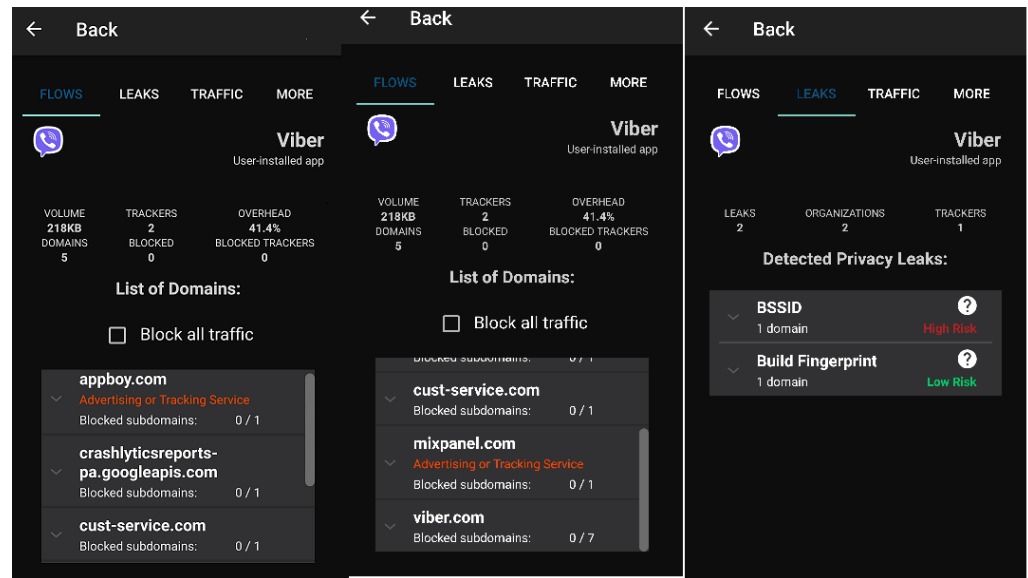 Back
FLOWS LEAKS TRAFFIC MORE
Viber
User-installed app
VOLUME TRACKERS OVERHEAD
218KB 2 41.4%
DOMAINS BLOCKED BLOCKED TRACKERS
5 0 0
List of Domains:
Block all traffic
appboy.com
Advertising or Tracking Service
Blocked subdomains: 0 / 1
crashlyticsreports-
pa.googleapis.com
Blocked subdomains: 0 / 1
cust-service.com
Blocked subdomains: 0 / 1
Back
FLOWS LEAKS TRAFFIC MORE
Viber
User-installed app
VOLUME TRACKERS OVERHEAD
218KB 2 41.4%
DOMAINS BLOCKED BLOCKED TRACKERS
5 0 0
List of Domains:
Block all traffic
Blocked subdomains: 0 / 1
cust-service.com
Blocked subdomains: 0 / 1
mixpanel.com
Advertising or Tracking Service
Blocked subdomains: 0 / 1
viber.com
Blocked subdomains: 0 / 7
Back
FLOWS LEAKS TRAFFIC MORE
Viber
User-installed app
LEAKS ORGANIZATIONS TRACKERS
2 2 1
Detected Privacy Leaks:
BSSID ?
1 domain High Risk
Build Fingerprint ?
1 domain Low Risk